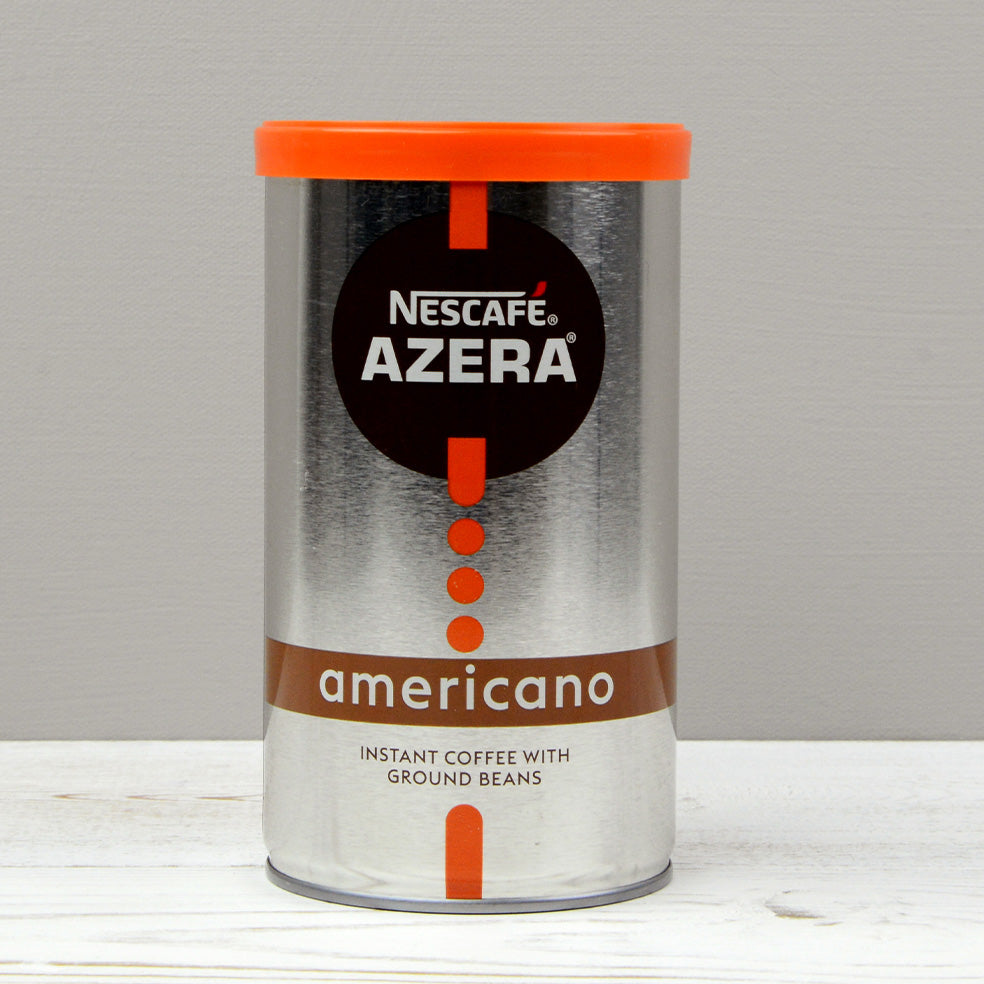 NESCAFÉ®
AZERA®
americano
INSTANT COFFEE WITH
GROUND BEANS